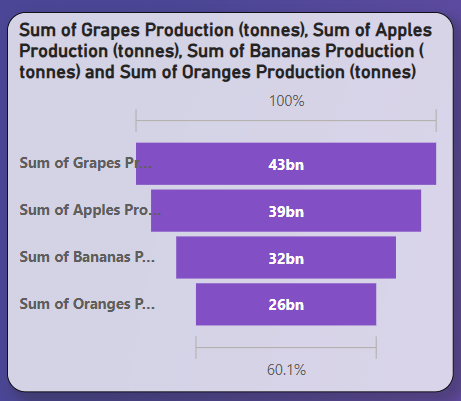 Sum of Grapes Production (tonnes), Sum of Apples
Production (tonnes), Sum of Bananas Production (
tonnes) and Sum of Oranges Production (tonnes)
100%
Sum of Grapes Pr...
43bn
Sum of Apples Pro...
39bn
Sum of Bananas P...
32bn
Sum of Oranges P...
26bn
60.1%